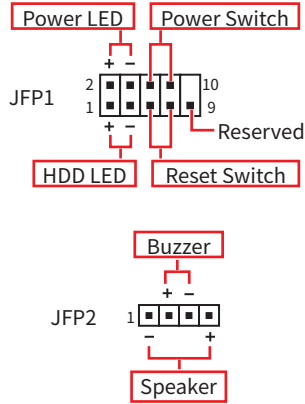 Power LED Power Switch
+ −
2 10
JFP1
1 9
+ − Reserved
HDD LED Reset Switch
Buzzer
+ −
JFP2 1
− +
Speaker